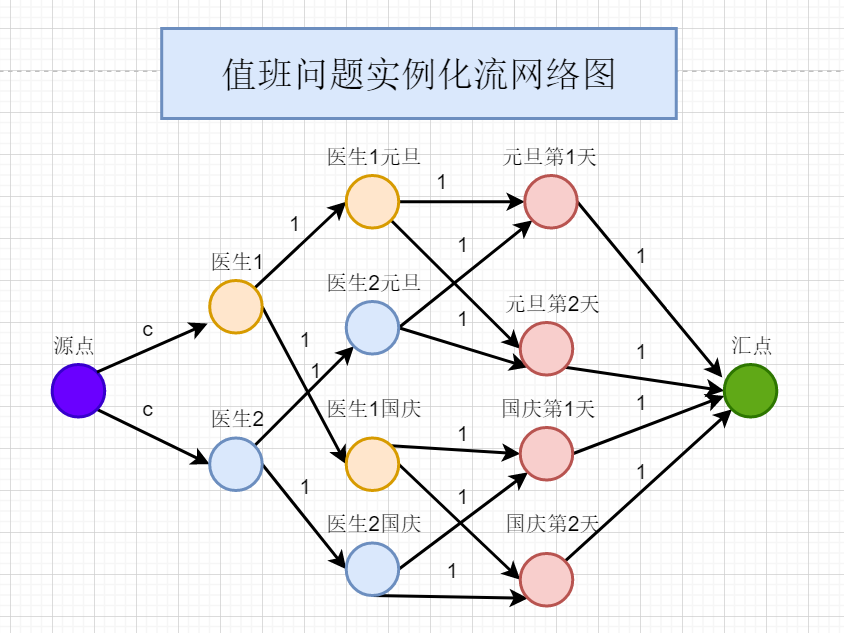 值班问题实例化流网络图
医生1元旦
元旦第1天
1
1
1
1
医生1
医生2元旦
元旦第2天
1
c
源点
1
1
汇点
1
c
医生2
医生1国庆
国庆第1天
1
1
1
1
1
医生2国庆
国庆第2天
1